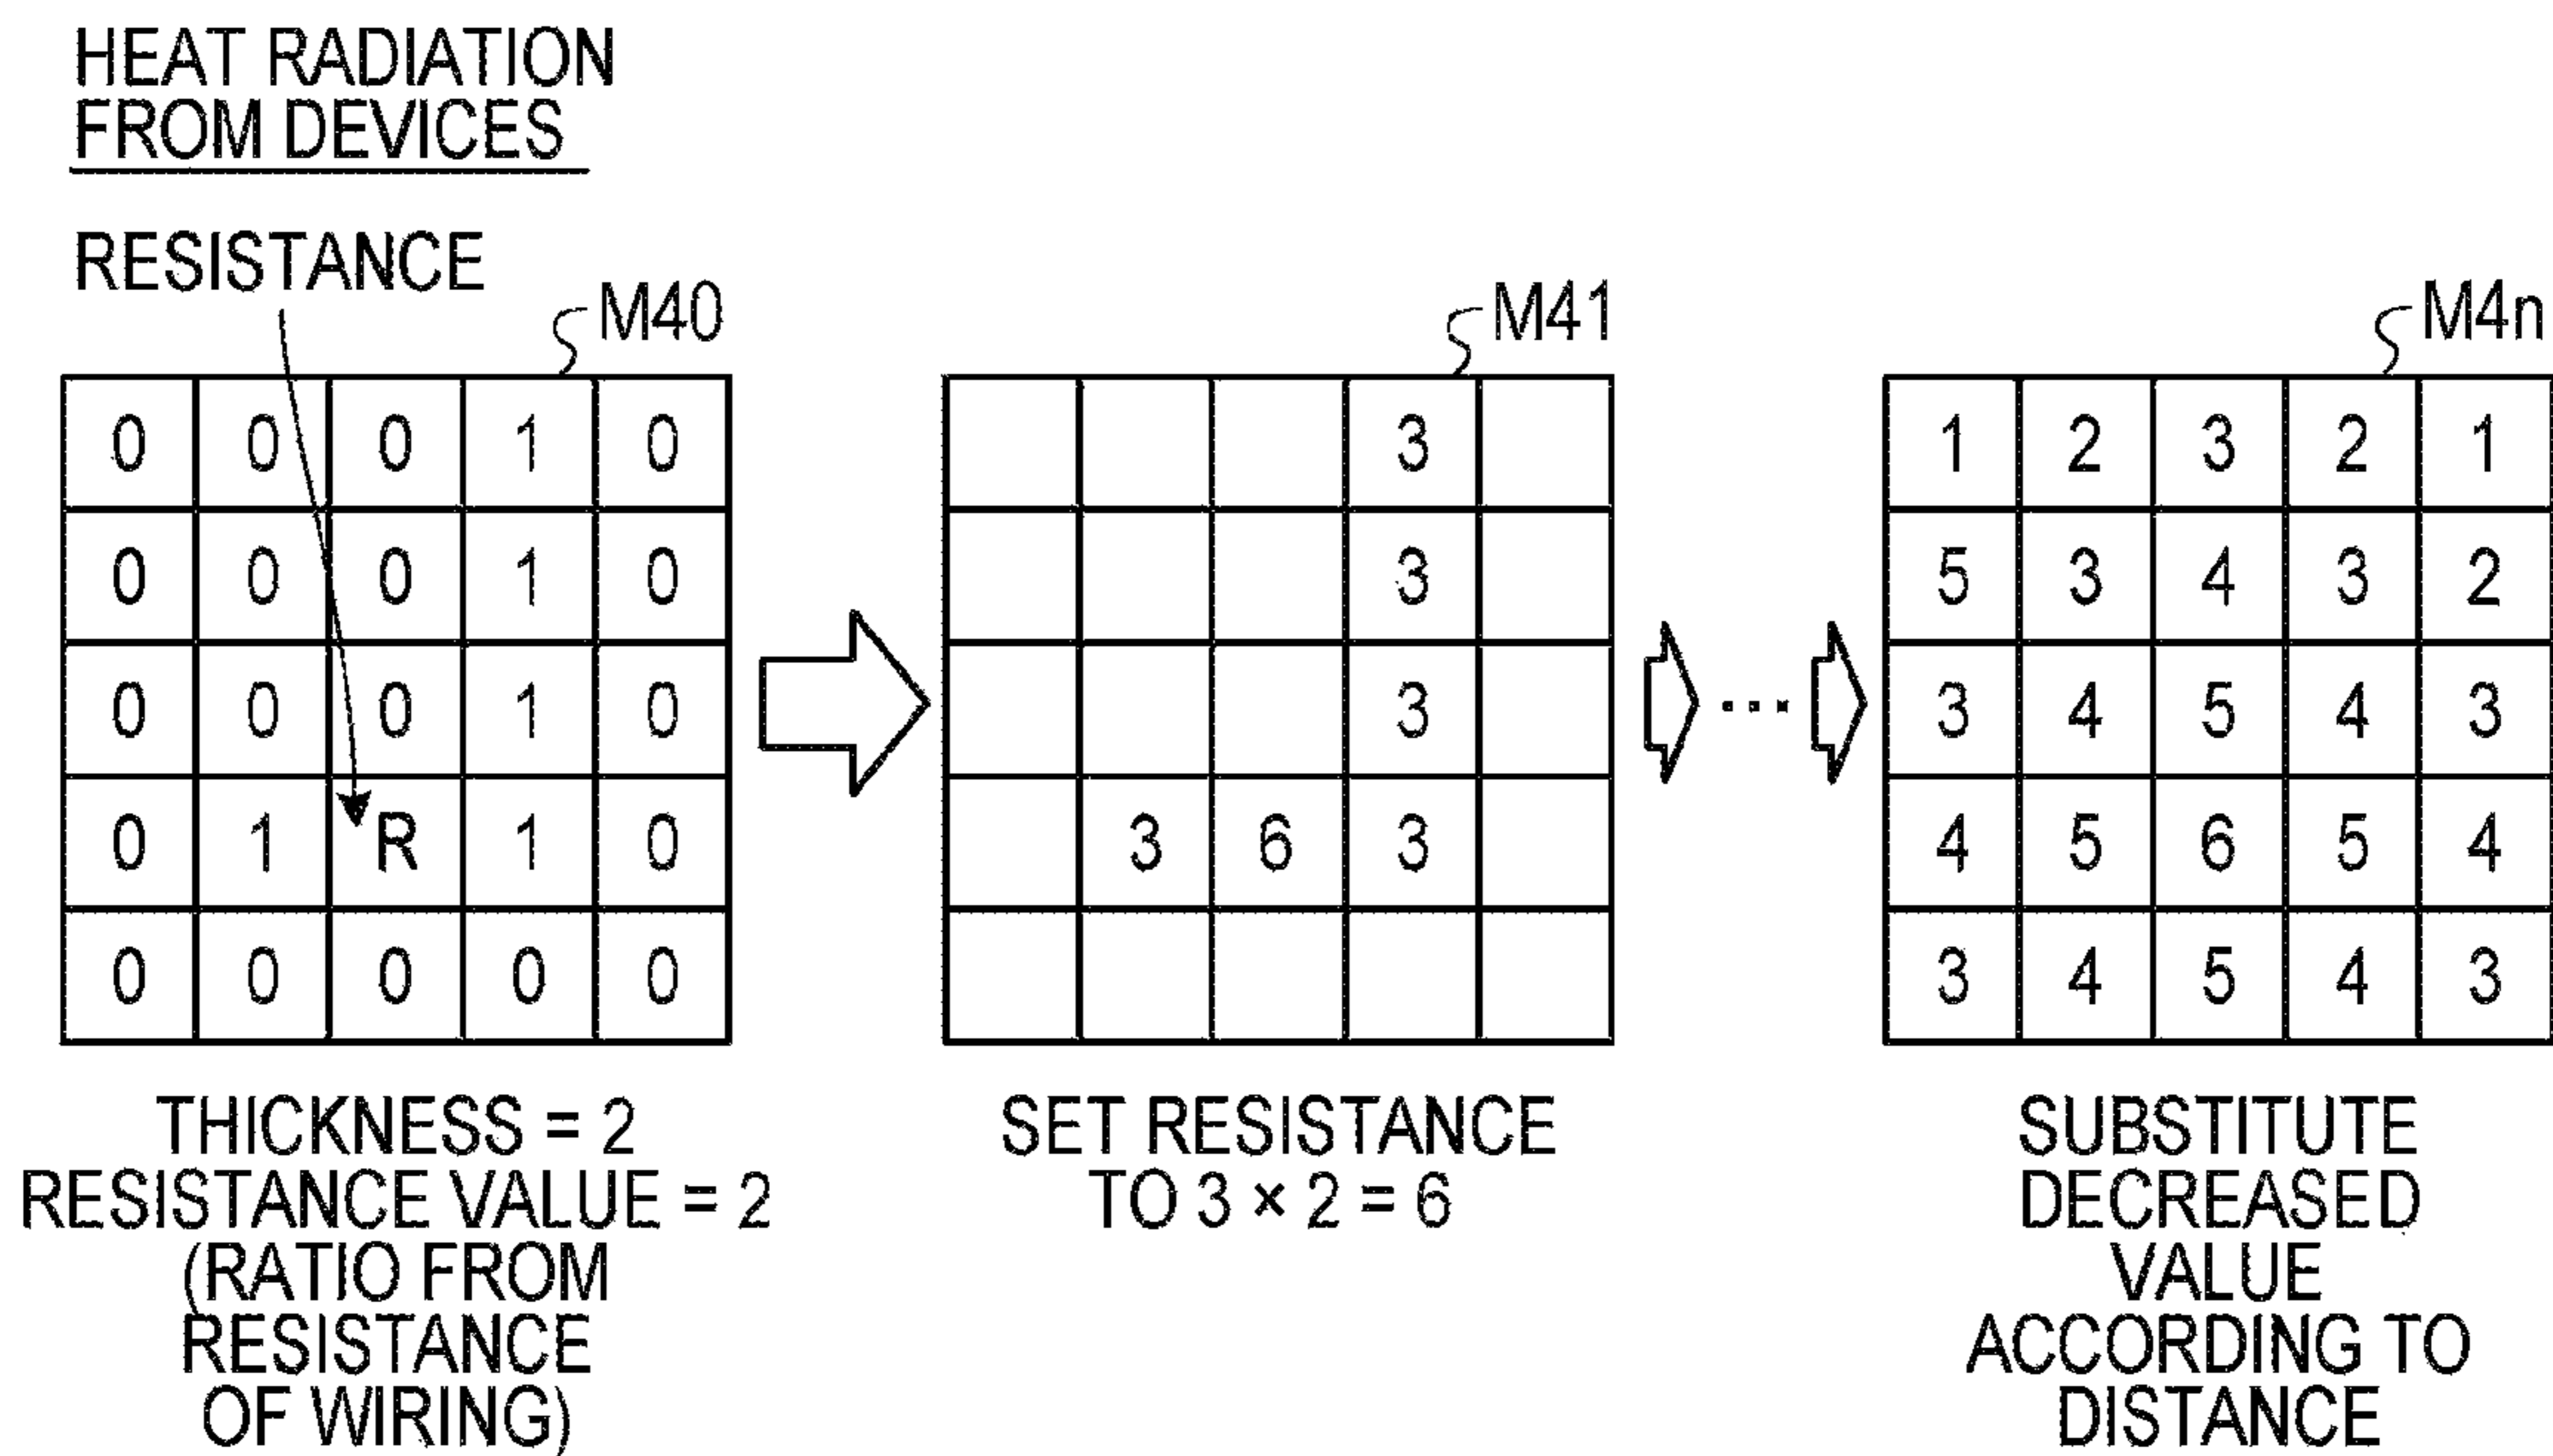 HEAT RADIATION
FROM DEVICES
RESISTANCE
M40
M41
M4n
0 0 0 1 0
0 0 0 1 0
0 0 0 1 0
0 1 R 1 0
0 0 0 0 0
3
3
3
3 6 3
...
1 2 3 2 1
5 3 4 3 2
3 4 5 4 3
4 5 6 5 4
3 4 5 4 3
THICKNESS = 2
RESISTANCE VALUE = 2
(RATIO FROM
RESISTANCE
OF WIRING)
SET RESISTANCE
TO 3 × 2 = 6
SUBSTITUTE
DECREASED
VALUE
ACCORDING TO
DISTANCE